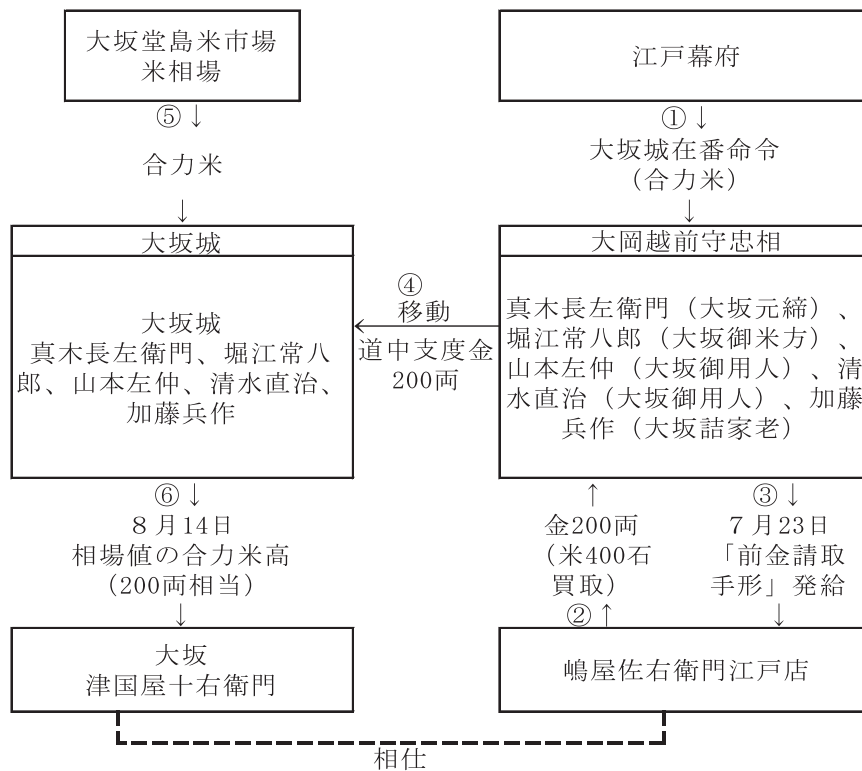 大坂堂島米市場
米相場
江戸幕府
⑤↓
合力米
↓
①↓
大坂城在番命令
（合力米）
↓
大坂城
大坂城
真木長左衛門、堀江常八
郎、山本左仲、清水直治、
加藤兵作
④
移動
道中支度金
200両
大岡越前守忠相
真木長左衛門（大坂元締）、
堀江常八郎（大坂御米方）、
山本左仲（大坂御用人）、清
水直治（大坂御用人）、加藤
兵作（大坂詰家老）
⑥↓
８月14日
相場値の合力米高
（200両相当）
↓
↑
金200両
（米400石
買取）
②↑
③↓
７月23日
「前金請取
手形」発給
↓
大坂
津国屋十右衛門
嶋屋佐右衛門江戸店
相仕